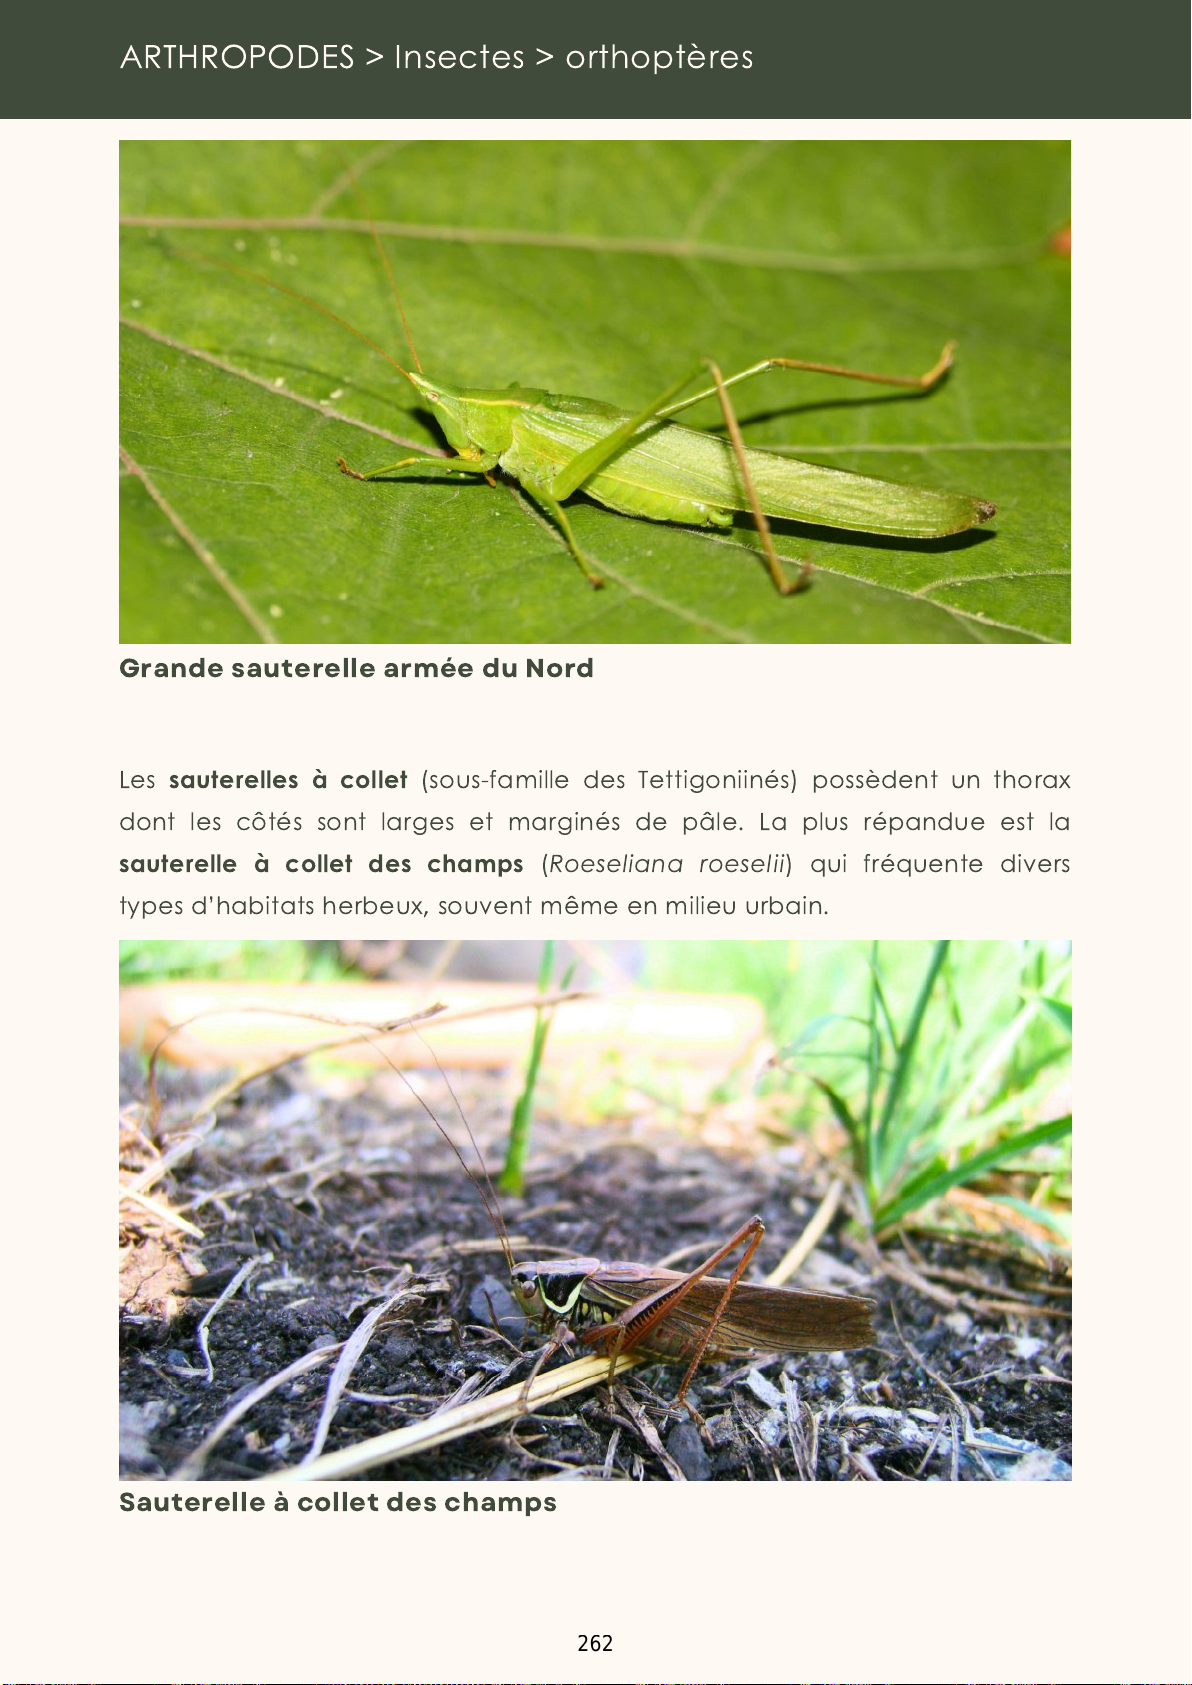 ARTHROPODES > Insectes > orthoptères
Grande sauterelle armée du Nord
Les sauterelles à collet (sous-famille des Tettigoniinés) possèdent un thorax
dont les côtés sont larges et marginés de pâle. La plus répandue est la
sauterelle à collet des champs (Roeseliana roeselii) qui fréquente divers
types d'habitats herbeux, souvent même en milieu urbain.
Sauterelle à collet des champs
262